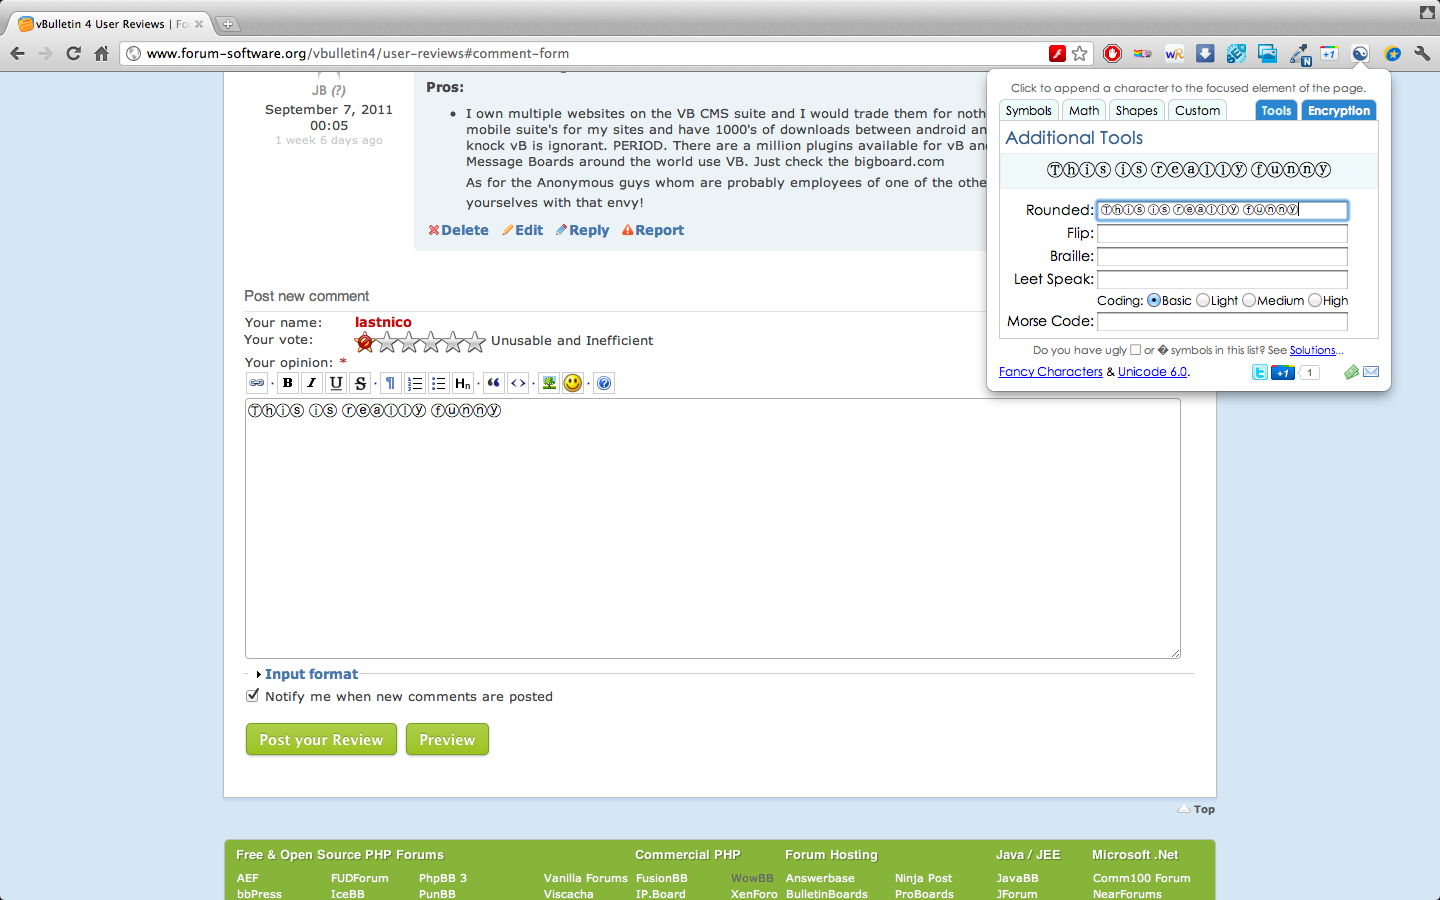 vBulletin 4 User Reviews | Fo
www.forum-software.org/vbulletin4/user-reviews#comment-form
JB (?)
September 7, 2011
00:05
1 week 6 days ago
Pros:
• I own multiple websites on the VB CMS suite and I would trade them for noth
mobile suite's for my sites and have 1000's of downloads between android an
knock vB is ignorant. PERIOD. There are a million plugins available for vB and
Message Boards around the world use VB. Just check the bigboard.com
As for the Anonymous guys whom are probably employees of one of the othe
yourselves with that envy!
Delete Edit Reply Report
Post new comment
Your name: lastnico
Your vote: Unusable and Inefficient
Your opinion: *
B I U S ¶ Hn
Ⓣⓗⓘⓢ ⓘⓢ ⓡⓔⓐⓛⓛⓨ ⓕⓤⓝⓝⓨ
Input format
Notify me when new comments are posted
Post your Review Preview
Top
Click to append a character to the focused element of the page.
Symbols Math Shapes Custom Tools Encryption
Additional Tools
Ⓣⓗⓘⓢ ⓘⓢ ⓡⓔⓐⓛⓛⓨ ⓕⓤⓝⓝⓨ
Rounded: Ⓣⓗⓘⓢ ⓘⓢ ⓡⓔⓐⓛⓛⓨ ⓕⓤⓝⓝⓨ
Flip:
Braille:
Leet Speak:
Coding: Basic Light Medium High
Morse Code:
Do you have ugly □ or � symbols in this list? See Solutions...
Fancy Characters & Unicode 6.0. +1 1
Free & Open Source PHP Forums Commercial PHP Forum Hosting Java / JEE Microsoft .Net
AEF FUDForum PhpBB 3 Vanilla Forums FusionBB WowBB Answerbase Ninja Post JavaBB Comm100 Forum
bbPress IceBB PunBB Viscacha IP.Board XenForo BulletinBoards ProBoards JForum NearForums